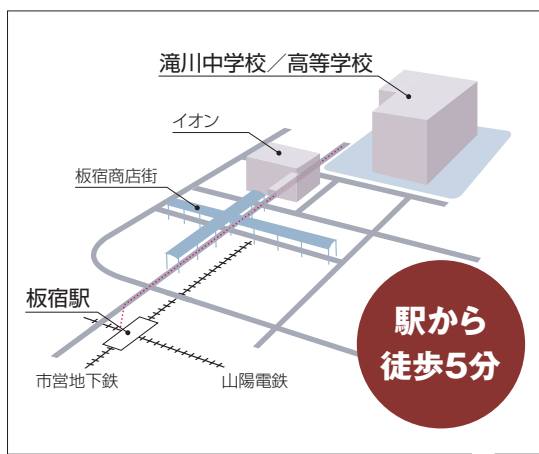 滝川中学校／高等学校
イオン
板宿商店街
板宿駅
市営地下鉄
山陽電鉄
駅から
徒歩5分